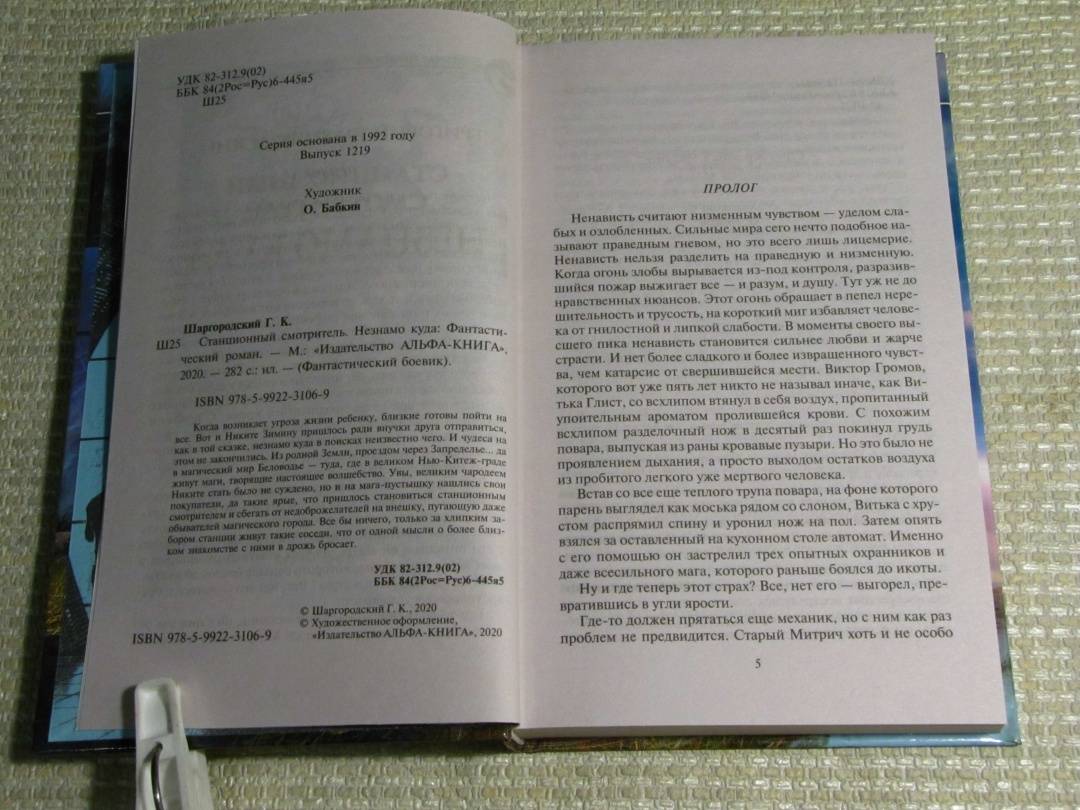 УДК 82-312.9(02)
ББК 84(2Рос=Рус)6-445я5
Ш25
Серия основана в 1992 году
Выпуск 1219
Художник
О. Бабкин
Шаргородский Г. К.
Ш25 Станционный смотритель. Незнамо куда: Фантасти-
ческий роман. — М.: «Издательство АЛЬФА-КНИГА»,
2020. — 282 с.: ил. — (Фантастический боевик).
ISBN 978-5-9922-3106-9
Когда возникает угроза жизни ребенку, близкие готовы пойти на
все. Вот и Никите Зимину пришлось ради внучки друга отправиться,
как в той сказке, незнамо куда в поисках неизвестно чего. И чудеса на
этом не закончились. Из родной Земли, проездом через Запределье... да
в магический мир Беловодье — туда, где в великом Нью-Китеж-граде
живут маги, творящие настоящее волшебство. Увы, великим чародеем
Никите стать было не суждено, но и на мага-пустышку нашлись свои
покупатели, да такие ярые, что пришлось становиться станционным
смотрителем и сбегать от недоброжелателей на внешку, пугающую даже
обывателей магического города. Все бы ничего, только за хлипким за-
бором станции живут такие соседи, что от одной мысли о более близ-
ком знакомстве с ними в дрожь бросает.
УДК 82-312.9(02)
ББК 84(2Рос=Рус)6-445я5
© Шаргородский Г. К., 2020
© Художественное оформление,
ISBN 978-5-9922-3106-9 «Издательство АЛЬФА-КНИГА», 2020
ПРОЛОГ
Ненависть считают низменным чувством — уделом сла-
бых и озлобленных. Сильные мира сего нечто подобное на-
зывают праведным гневом, но это всего лишь лицемерие.
Ненависть нельзя разделить на праведную и низменную.
Когда огонь злобы вырывается из-под контроля, разразив-
шийся пожар выжигает все — и разум, и душу. Тут уж не до
нравственных нюансов. Этот огонь обращает в пепел нере-
шительность и трусость, на короткий миг избавляет челове-
ка от гнилостной и липкой слабости. В моменты своего вы-
сшего пика ненависть становится сильнее любви и жарче
страсти. И нет более сладкого и более извращенного чувст-
ва, чем катарсис от свершившейся мести. Виктор Громов,
которого вот уже пять лет никто не называл иначе, как Ви-
тька Глист, со всхлипом втянул в себя воздух, пропитанный
упоительным ароматом пролившейся крови. С похожим
всхлипом разделочный нож в десятый раз покинул грудь
повара, выпуская из раны кровавые пузыри. Но это было не
проявлением дыхания, а просто выходом остатков воздуха
из пробитого легкого уже мертвого человека.
Встав со все еще теплого трупа повара, на фоне которого
парень выглядел как моська рядом со слоном, Витька с хру-
стом распрямил спину и уронил нож на пол. Затем опять
взялся за оставленный на кухонном столе автомат. Именно
с его помощью он застрелил трех опытных охранников и
даже всесильного мага, которого раньше боялся до икоты.
Ну и где теперь этот страх? Все, нет его — выгорел, пре-
вратившись в угли ярости.
Где-то должен прятаться еще механик, но с ним как раз
проблем не предвидится. Старый Митрич хоть и не особо
5